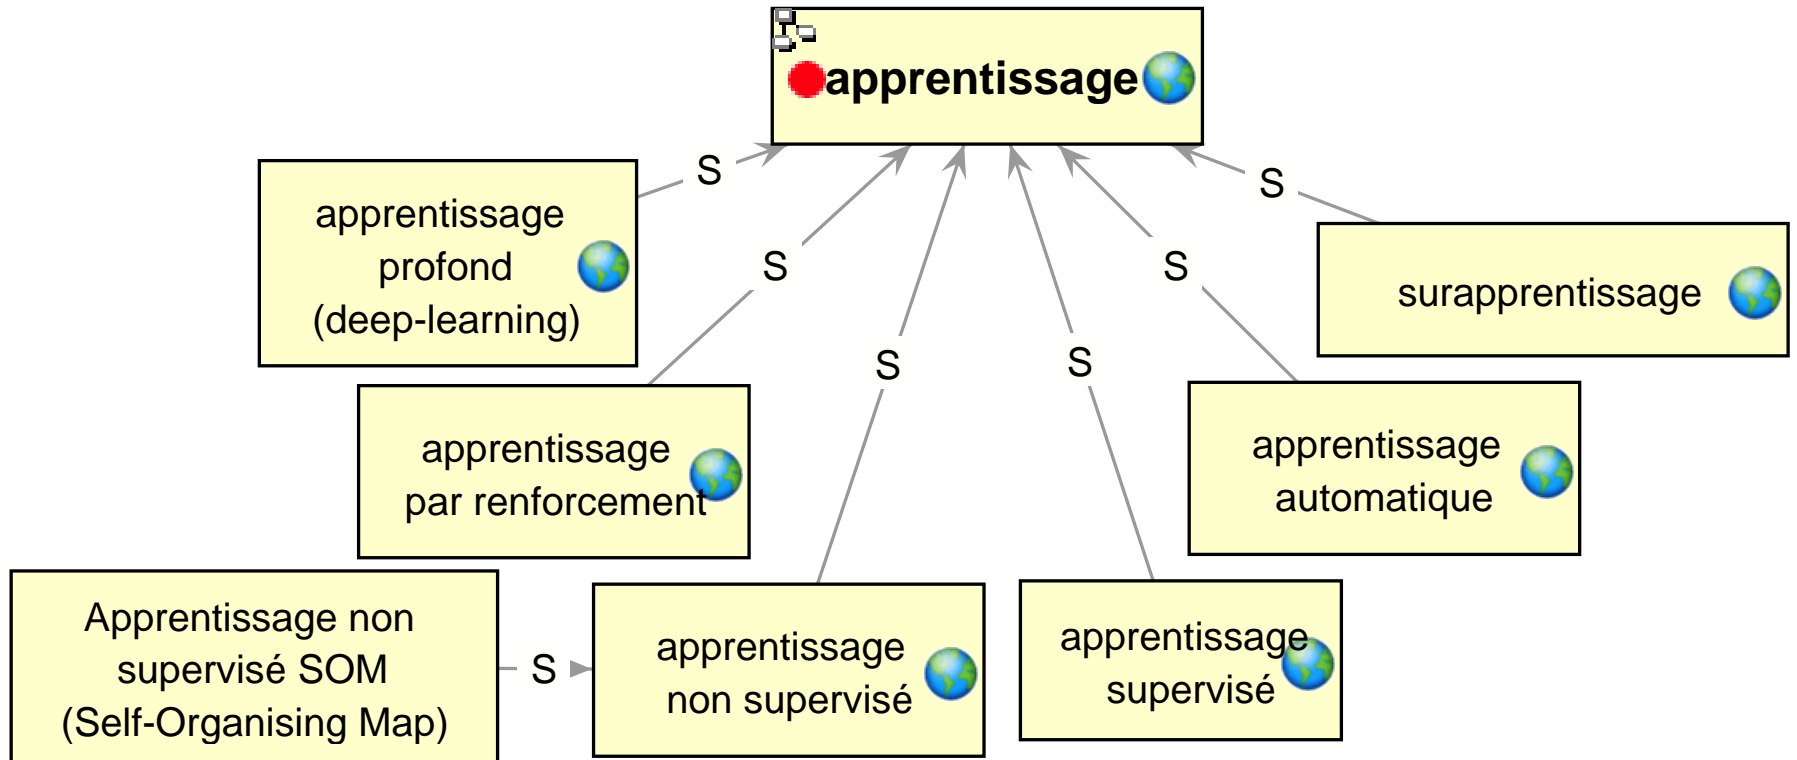 apprentissage
S
apprentissage
profond
(deep-learning)
S
surapprentissage
S
S
S
S
apprentissage
par renforcement
apprentissage
automatique
Apprentissage non
supervisé SOM
(Self-Organising Map)
S
apprentissage
non supervisé
apprentissage
supervisé